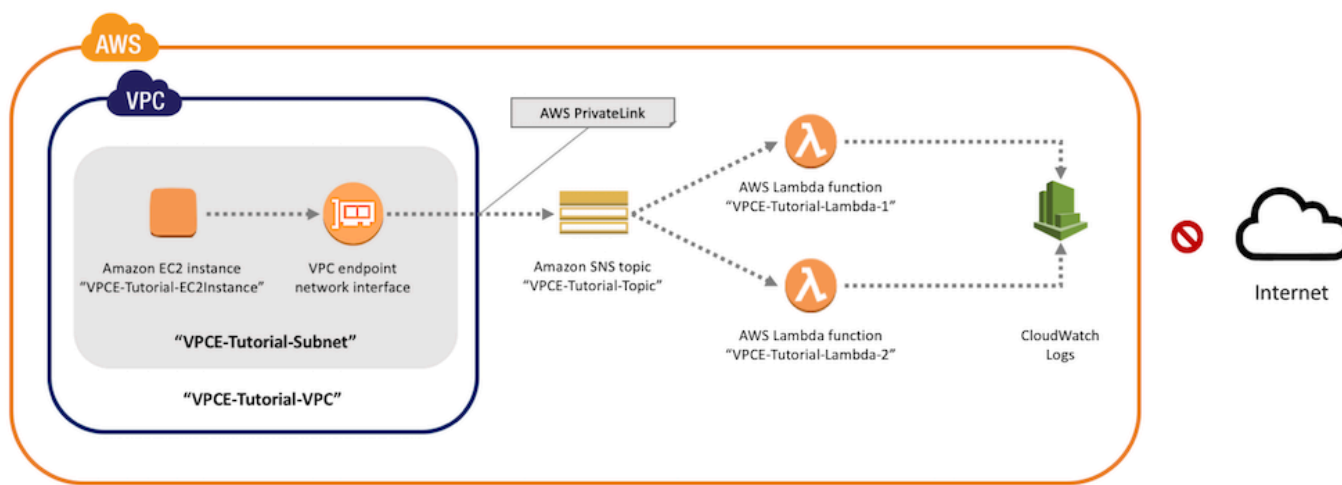 AWS
VPC
AWS PrivateLink
AWS Lambda function
“VPCE-Tutorial-Lambda-1”
Amazon EC2 instance
“VPCE-Tutorial-EC2Instance”
VPC endpoint
network interface
Amazon SNS topic
“VPCE-Tutorial-Topic”
Internet
“VPCE-Tutorial-Subnet”
AWS Lambda function
“VPCE-Tutorial-Lambda-2”
CloudWatch
Logs
“VPCE-Tutorial-VPC”